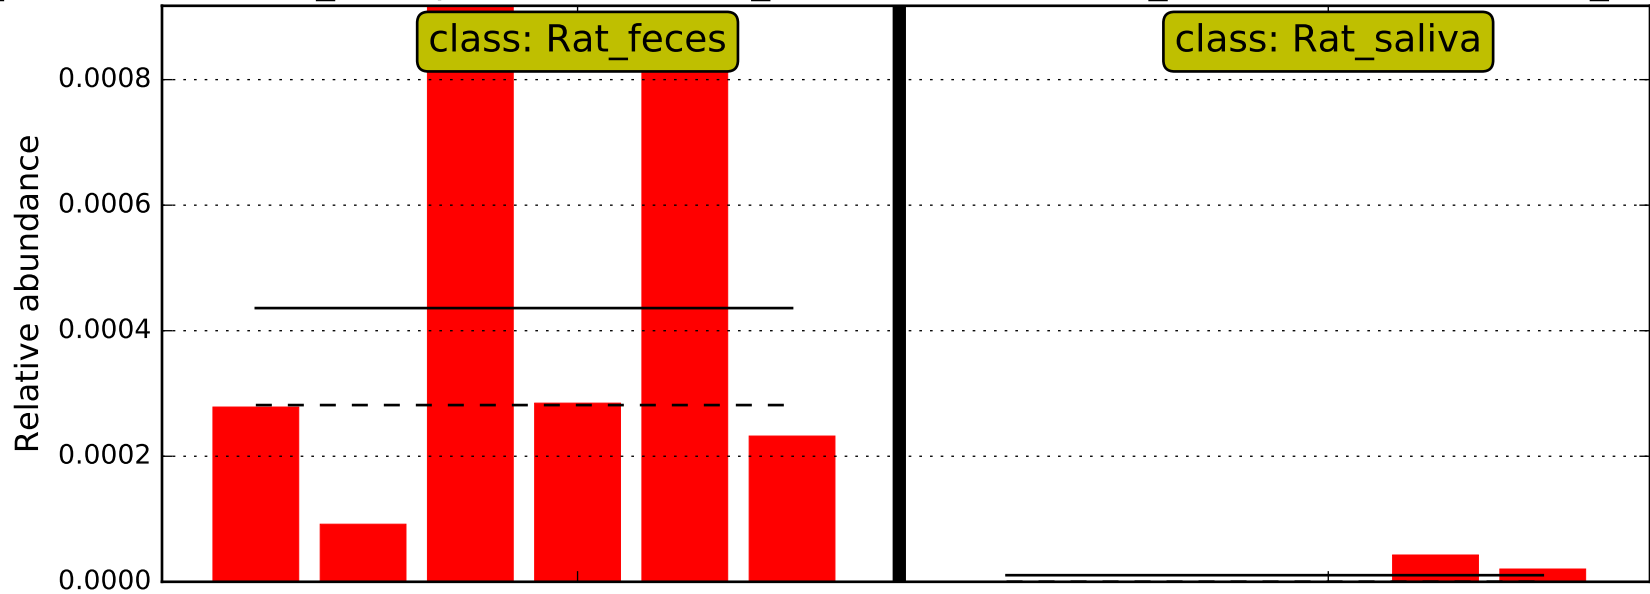 class: Rat_feces
class: Rat_saliva
0.0008
0.0006
0.0004
0.0002
0.0000
Relative abundance